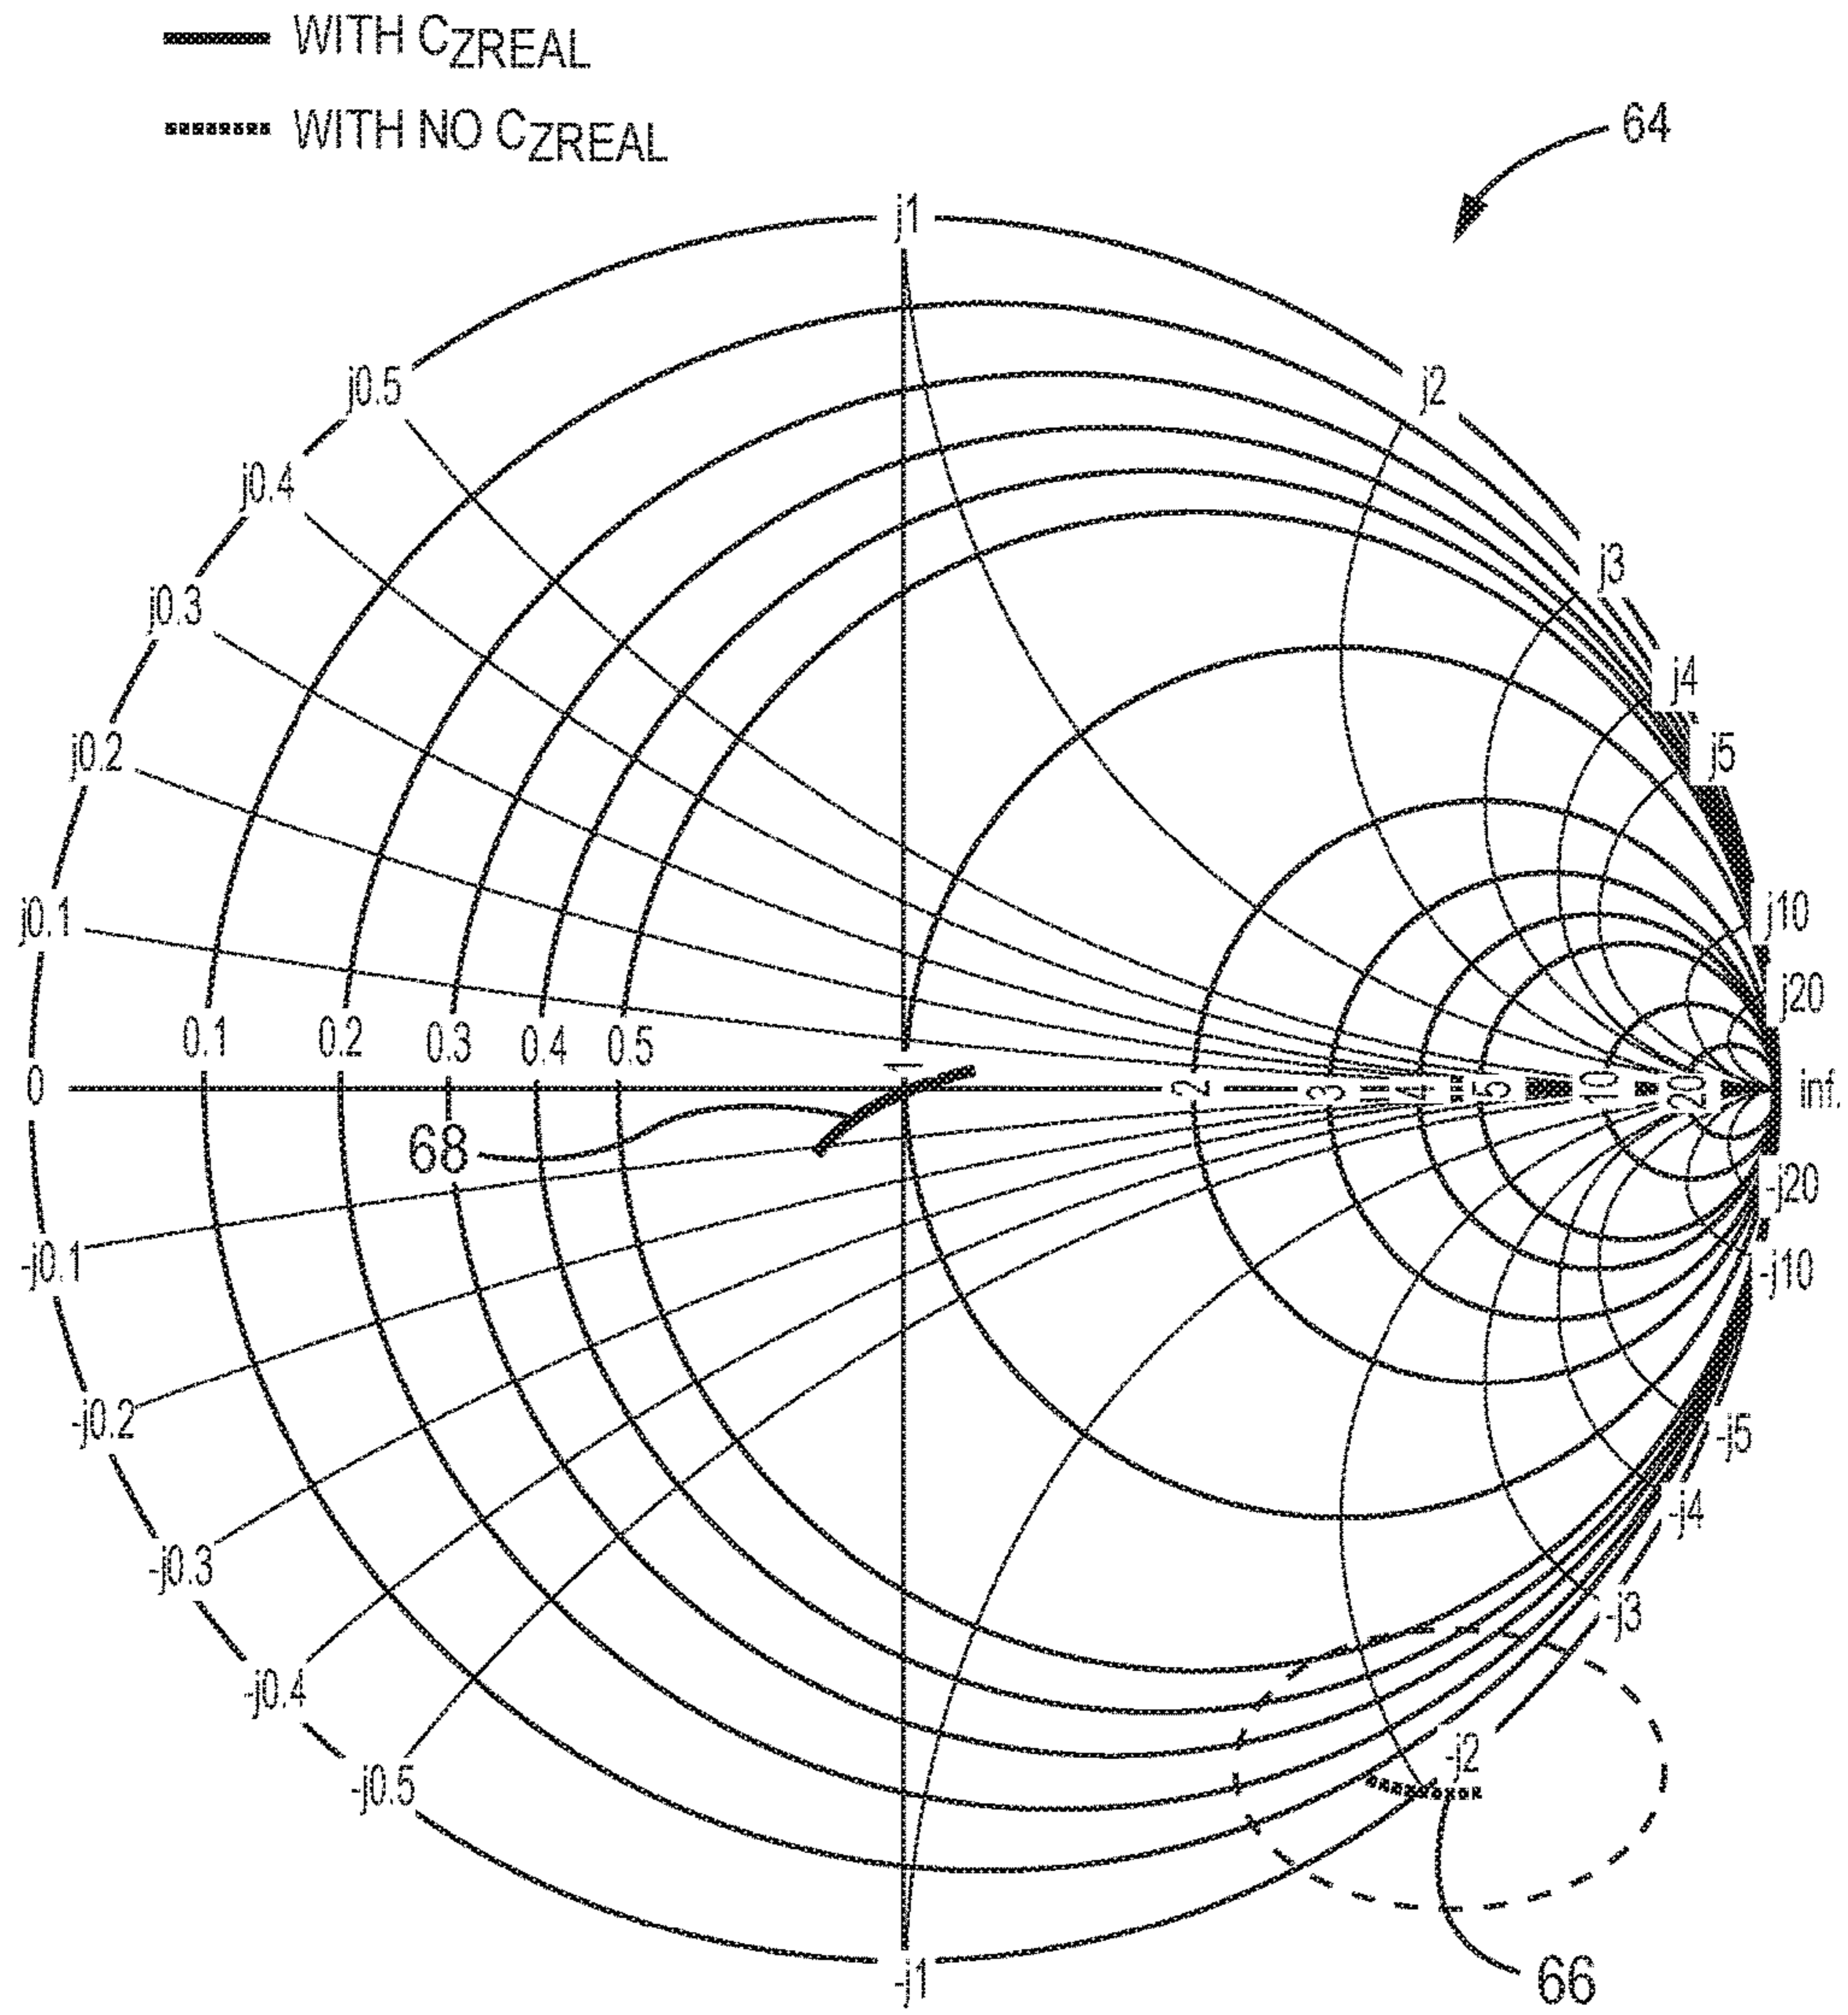 WITH CZREAL
WITH NO CZREAL
64
j1
j0.5
j2
j0.4
j3
j0.3
j4
j0.2
j5
j0.1
j10
j20
0.1 0.2 0.3 0.4 0.5
0 1 2 3 4 5 10 20 inf.
68
-j20
-j0.1
-j10
-j0.2
-j5
-j4
-j0.3
-j3
-j0.4
-j2
-j0.5
-j1
66